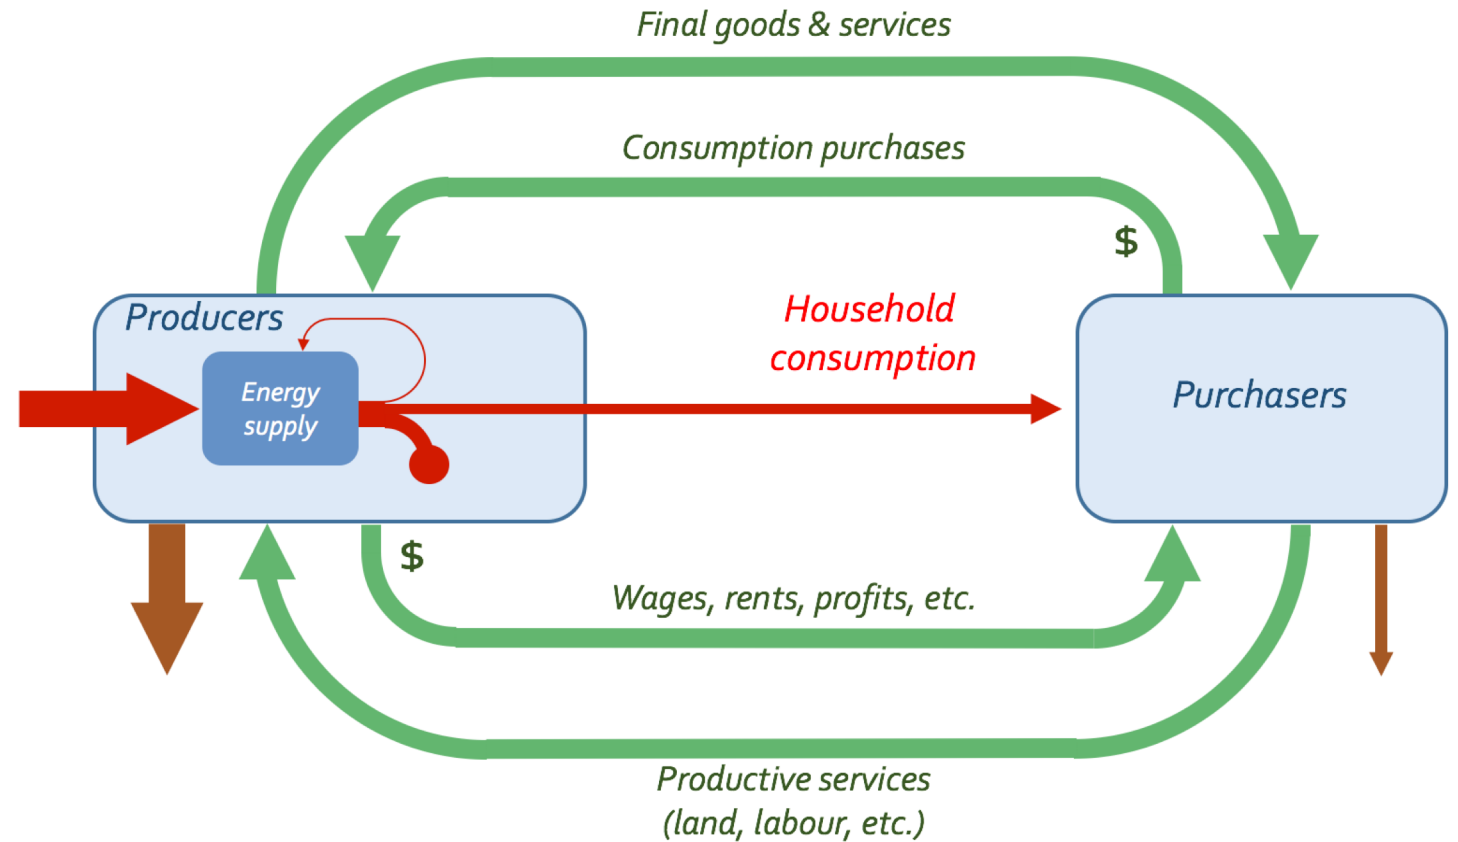 Final goods & services
Consumption purchases
$
Producers
Household
consumption
Energy
supply
Purchasers
$
Wages, rents, profits, etc.
Productive services
(land, labour, etc.)